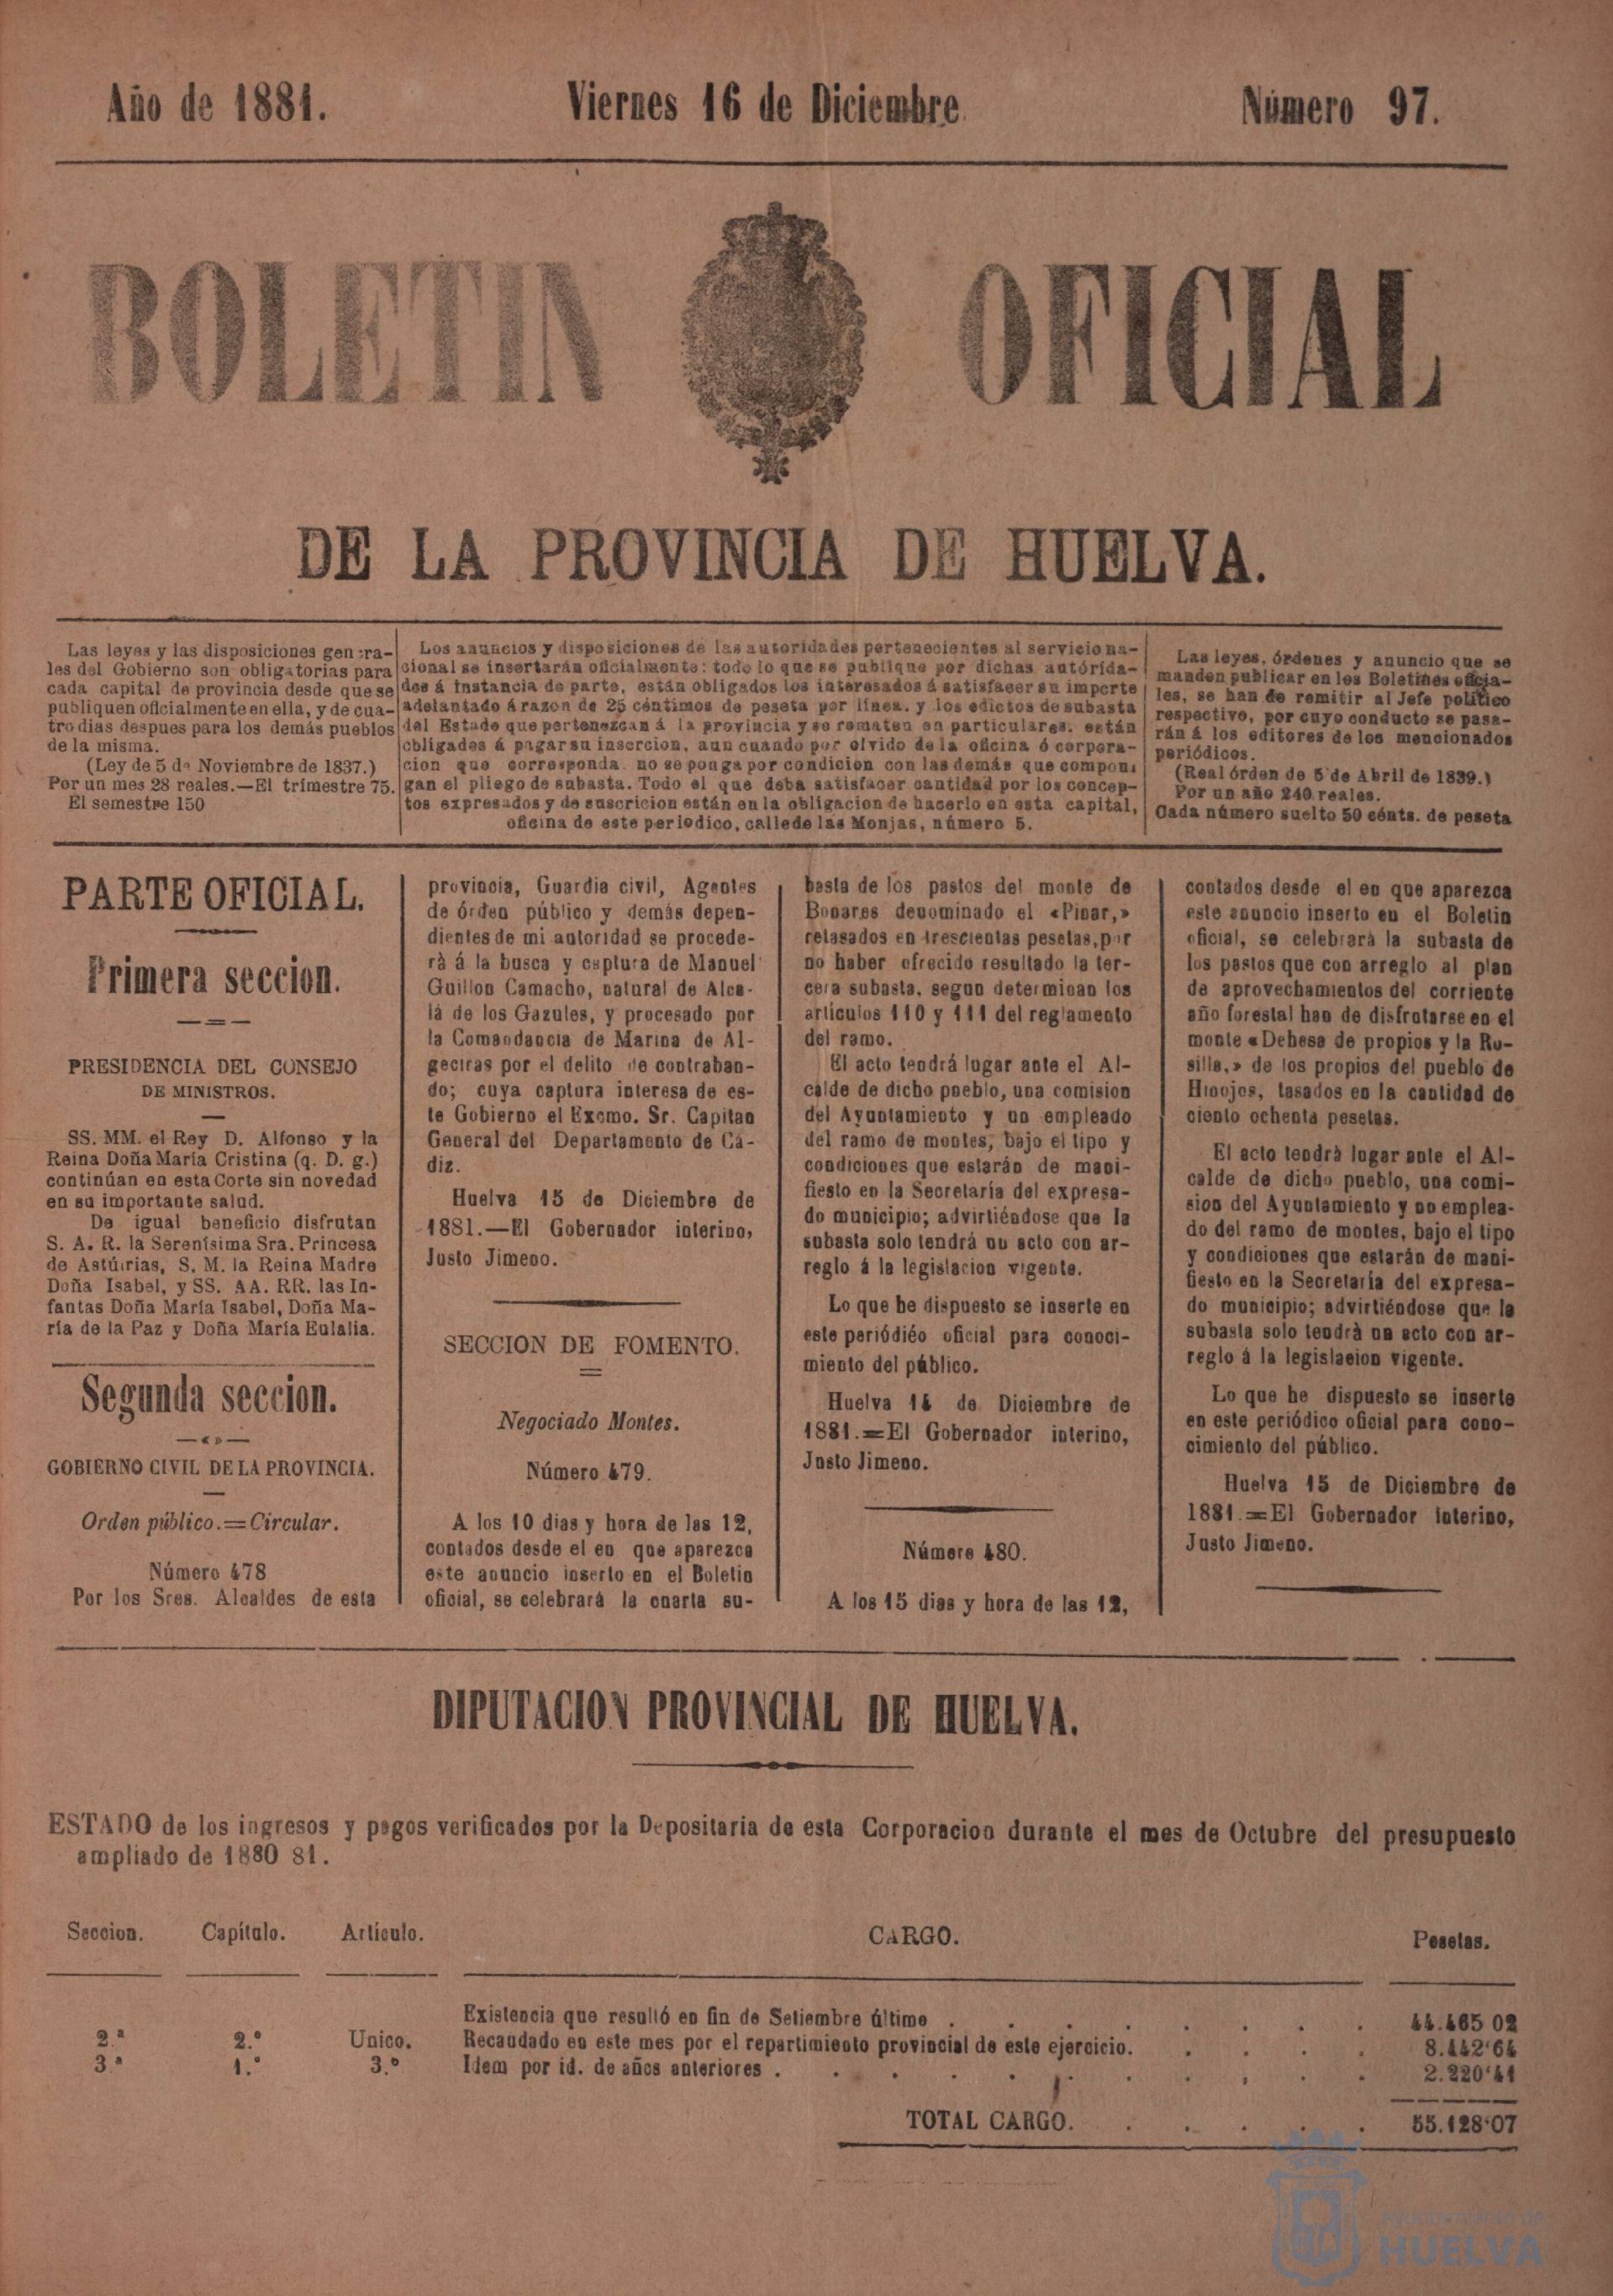 Año de 1881.
Viernes 16 de Diciembre.
Número 97.
BOLETIN OFICIAL
DE LA PROVINCIA DE HUELVA.
Las leyes y las disposiciones genera-
les del Gobierno son obligatorias para
cada capital de provincia desde que se
publiquen oficialmente en ella, y de cua-
tro dias despues para los demás pueblos
de la misma.
(Ley de 5 de Noviembre de 1837.)
Por un mes 28 reales.—El trimestre 75.
El semestre 150
Los anuncios y disposiciones de las autoridades pertenecientes al servicio na-
cional se insertarán oficialmente: todo lo que se publique por dichas autórida-
des á instancia de parte, están obligados los interesados á satisfacer su importe
adelantado á razon de 25 céntimos de peseta por línea, y los edictos de subasta
del Estado que pertenezcan á la provincia y se rematen en particulares. están
obligades á pagar su insercion, aun cuando por olvido de la oficina ó corpora-
cion que corresponda. no se ponga por condicion con las demás que componi
gan el pliego de subasta. Todo el que deba satisfacer cantidad por los concep-
tos expresados y de suscricion están en la obligacion de hacerlo en esta capital,
oficina de este periodico, calle de las Monjas, número 5.
Las leyes, órdenes y anuncio que se
manden publicar en los Boletines oficia-
les, se han de remitir al Jefe político
respectivo, por cuyo conducto se pasa-
rán á los editores de los mencionados
periódicos.
(Real órden de 5 de Abril de 1839.)
Por un año 240 reales.
Cada número suelto 50 cénts. de peseta
PARTE OFICIAL.
Primera seccion.
PRESIDENCIA DEL CONSEJO
DE MINISTROS.
SS. MM. el Rey D. Alfonso y la
Reina Doña María Cristina (q. D. g.)
continúan en esta Corte sin novedad
en su importante salud.
De igual beneficio disfrutan
S. A. R. la Serenísima Sra. Princesa
de Astúirias, S. M. la Reina Madre
Doña Isabel, y SS. AA. RR. las In-
fantas Doña María Isabel, Doña Ma-
ría de la Paz y Doña María Eulalia.
Segunda seccion.
GOBIERNO CIVIL DE LA PROVINCIA.
Orden público.=Circular.
Número 478
Por los Sres. Alcaldes de esta
provincia, Guardia civil, Agentes
de órden público y demás depen-
dientes de mi autoridad se procede-
rà á la busca y captura de Manuel
Guillon Camacho, natural de Alca-
lá de los Gazules, y procesado por
la Comandancia de Marina de Al-
geciras por el delito de contraban-
do; cuya captura interesa de es-
te Gobierno el Excmo. Sr. Capitan
General del Departamento de Cá-
diz.
Huelva 15 de Diciembre de
1881.—El Gobernador interino,
Justo Jimeno.
SECCION DE FOMENTO.
Negociado Montes.
Número 479.
A los 10 dias y hora de las 12,
contados desde el en que aparezca
este anuncio inserto en el Boletin
oficial, se celebrará la cuarta su-
basta de los pastos del monte de
Bonares denominado el «Pinar,»
retasados en trescientas pesetas, por
no haber ofrecido resultado la ter-
cera subasta, segun determinan los
articulos 110 y 111 del reglamento
del ramo.
El acto tendrá lugar ante el Al-
calde de dicho pueblo, una comision
del Ayuntamiento y un empleado
del ramo de montes, bajo el tipo y
condiciones que estarán de mani-
fiesto en la Secretaría del expresa-
do municipio; advirtiéndose que la
subasta solo tendrá un acto con ar-
reglo á la legislacion vigente.
Lo que he dispuesto se inserte en
este periódiéo oficial para conoci-
miento del público.
Huelva 14 de Diciembre de
1881.=El Gobernador interino,
Justo Jimeno.
Número 480.
A los 15 dias y hora de las 12,
contados desde el en que aparezca
este anuncio inserto en el Boletin
oficial, se celebrará la subasta de
los pastos que con arreglo al plan
de aprovechamientos del corriente
año forestal han de disfrutarse en el
monte «Dehesa de propios y la Ru-
silla,» de los propios del pueblo de
Hinojos, tasados en la cantidad de
ciento ochenta pesetas.
El acto tendrà lugar ante el Al-
calde de dicho pueblo, una comi-
sion del Ayuntamiento y un emplea-
do del ramo de montes, bajo el tipo
y condiciones que estarán de mani-
fiesto en la Secretaría del expresa-
do municipio; advirtiéndose que la
subasta solo tendrà un acto con ar-
reglo á la legislacion vigente.
Lo que he dispuesto se inserte
en este periódico oficial para cono-
cimiento del público.
Huelva 15 de Diciembre de
1881.=El Gobernador interino,
Justo Jimeno.
DIPUTACION PROVINCIAL DE HUELVA.
ESTADO de los ingresos y pagos verificados por la Depositaria de esta Corporacion durante el mes de Octubre del presupuesto
ampliado de 1880 81.
Seccion. Capítulo. Artículo. CARGO. Pesetas.
Existencia que resultó en fin de Setiembre último . 44.465 02
2.ª 2.º Unico. Recaudado en este mes por el repartimiento provincial de este ejercicio. 8.442‘64
3.ª 1.º 3.º Idem por id. de años anteriores . 2.220‘41
TOTAL CARGO. 55.128‘07
AYUNTAMIENTO DE
HUELVA